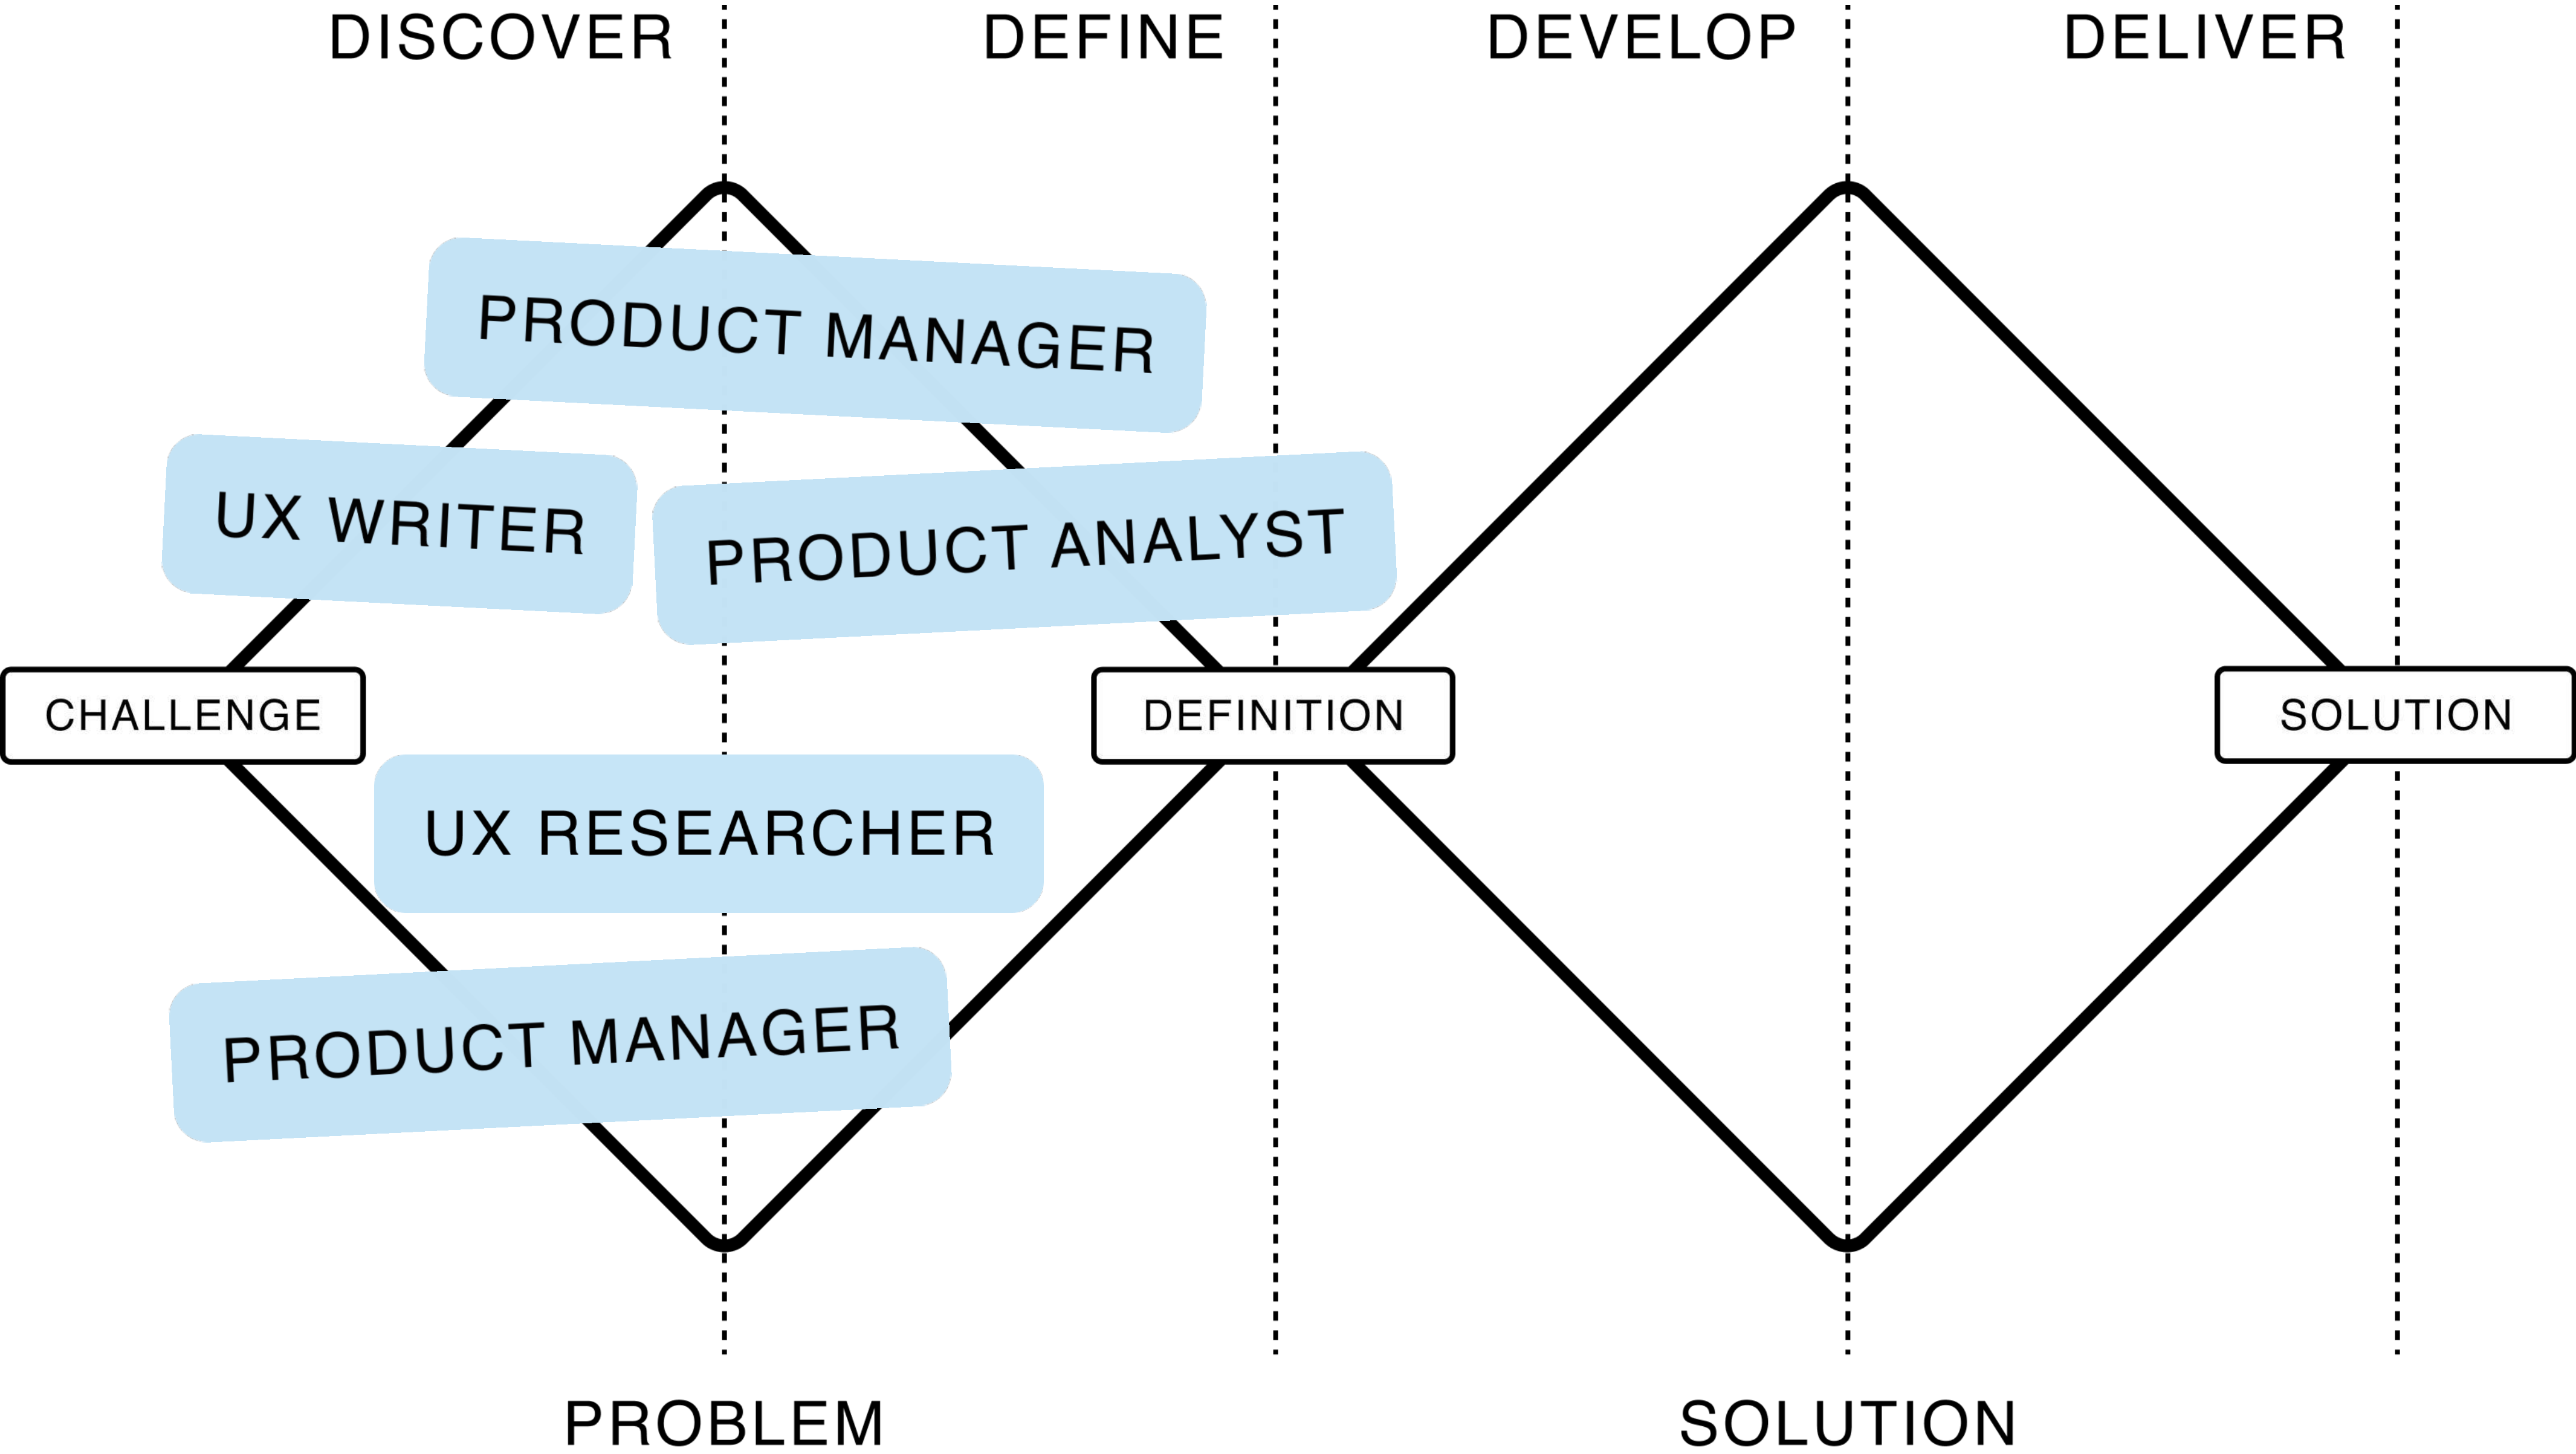 DISCOVER
DEFINE
DEVELOP
DELIVER
PRODUCT MANAGER
UX WRITER
PRODUCT ANALYST
CHALLENGE
DEFINITION
SOLUTION
UX RESEARCHER
PRODUCT MANAGER
PROBLEM
SOLUTION